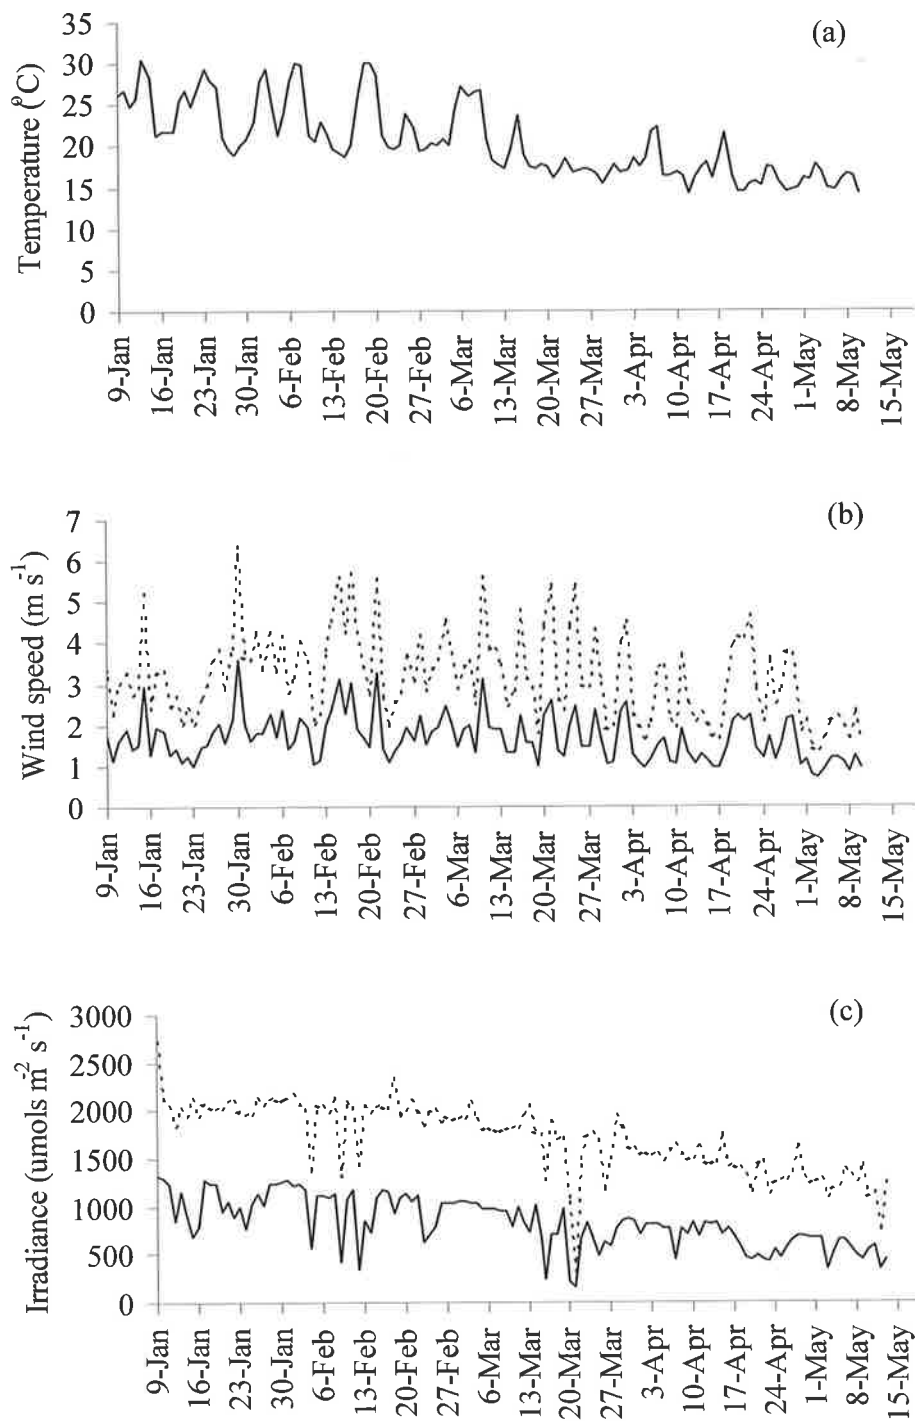 (a)
Temperature (ºC)
35
30
25
20
15
10
5
0
9-Jan
16-Jan
23-Jan
30-Jan
6-Feb
13-Feb
20-Feb
27-Feb
6-Mar
13-Mar
20-Mar
27-Mar
3-Apr
10-Apr
17-Apr
24-Apr
1-May
8-May
15-May
(b)
Wind speed (m s⁻¹)
7
6
5
4
3
2
1
0
9-Jan
16-Jan
23-Jan
30-Jan
6-Feb
13-Feb
20-Feb
27-Feb
6-Mar
13-Mar
20-Mar
27-Mar
3-Apr
10-Apr
17-Apr
24-Apr
1-May
8-May
15-May
(c)
Irradiance (umols m⁻² s⁻¹)
3000
2500
2000
1500
1000
500
0
9-Jan
16-Jan
23-Jan
30-Jan
6-Feb
13-Feb
20-Feb
27-Feb
6-Mar
13-Mar
20-Mar
27-Mar
3-Apr
10-Apr
17-Apr
24-Apr
1-May
8-May
15-May